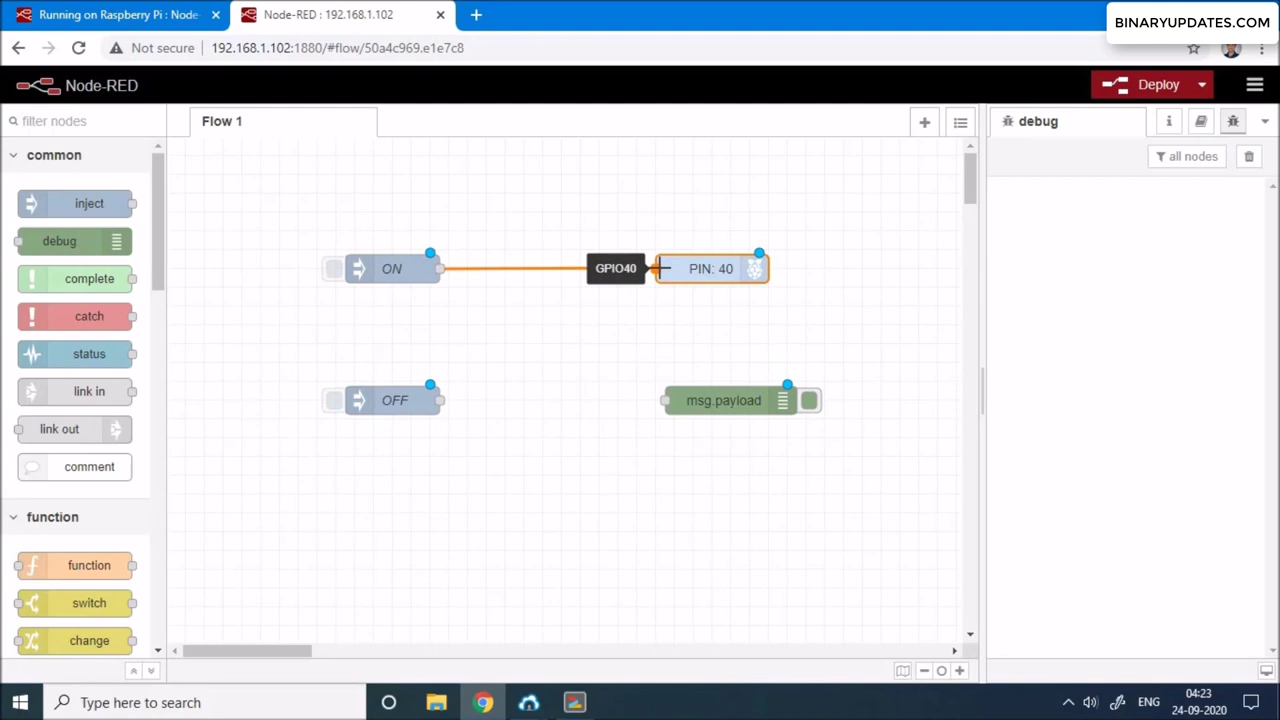 Running on Raspberry Pi : Node-
Node-RED : 192.168.1.102
BINARYUPDATES.COM
Not secure
192.168.1.102:1880/#flow/50a4c969.e1e7c8
Node-RED
Deploy
filter nodes
Flow 1
debug
common
all nodes
inject
debug
complete
catch
status
link in
link out
comment
function
function
switch
change
ON
GPIO40
PIN: 40
OFF
msg.payload
Type here to search
ENG
04:23
24-09-2020